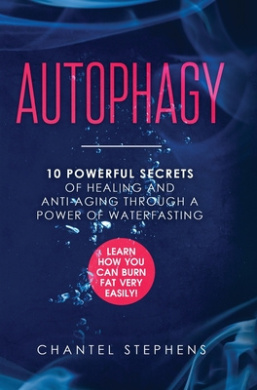 AUTOPHAGY
10 POWERFUL SECRETS
OF HEALING AND
ANTI-AGING THROUGH A
POWER OF WATERFASTING
LEARN
HOW YOU
CAN BURN
FAT VERY
EASILY!
CHANTEL STEPHENS